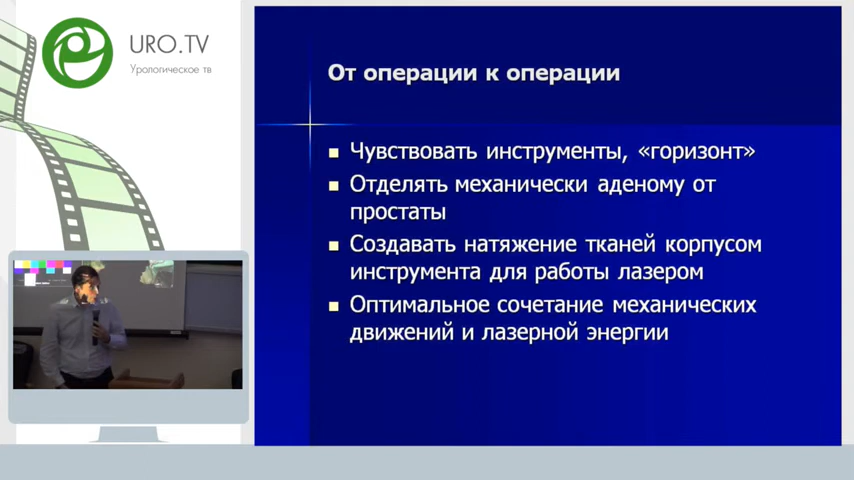 URO.TV
Урологическое тв
От операции к операции
Чувствовать инструменты, «горизонт»
Отделять механически аденому от
простаты
Создавать натяжение тканей корпусом
инструмента для работы лазером
Оптимальное сочетание механических
движений и лазерной энергии